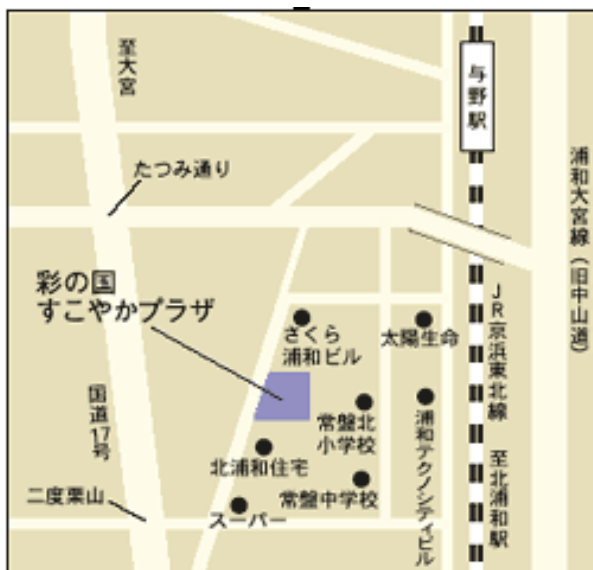 至大宮
与野駅
たつみ通り
浦和大宮線(旧中山道)
彩の国
すこやかプラザ
さくら
浦和ビル
太陽生命
JR京浜東北線
至北浦和駅
国道17号
常盤北
小学校
浦和テクノシティビル
北浦和住宅
常盤中学校
二度栗山
スーパー